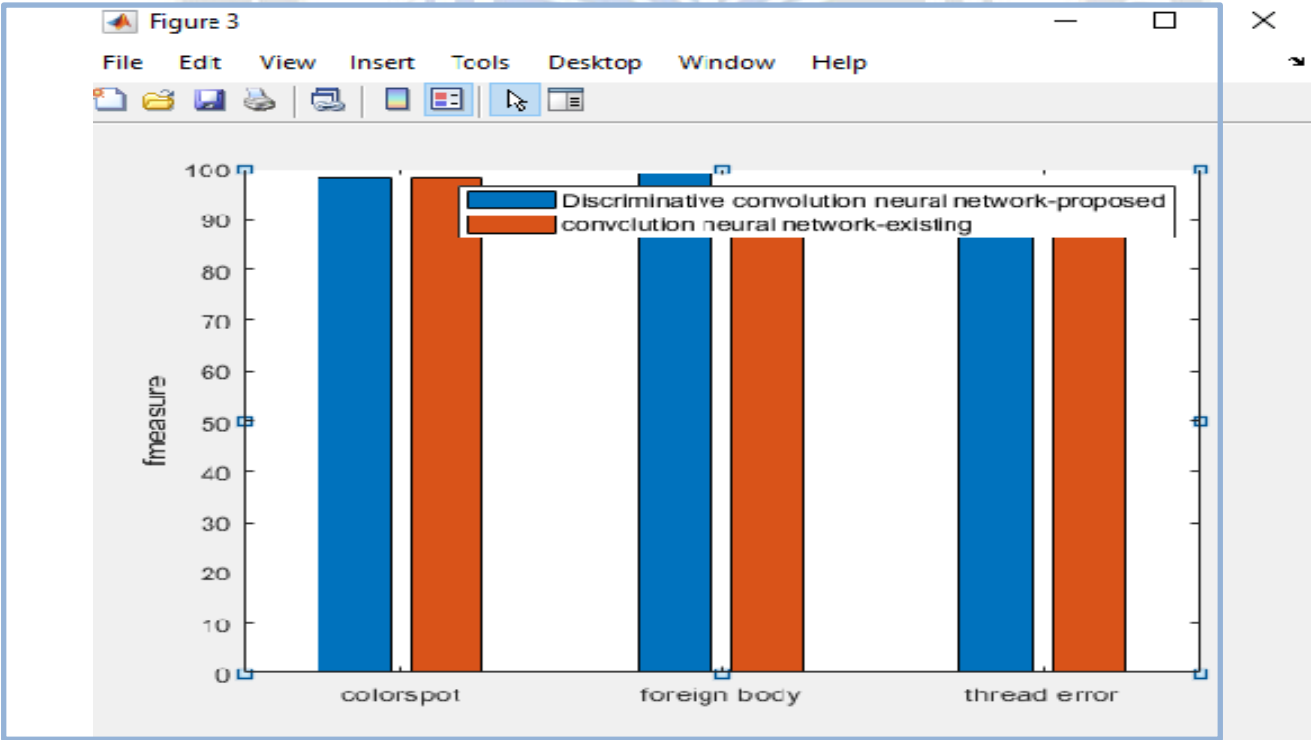 Figure 3
File Edit View Insert Tools Desktop Window Help
100
90
80
70
60
50
40
30
20
10
0
fmeasure
Discriminative convolution neural network-proposed
convolution neural network-existing
colorspot foreign body thread error